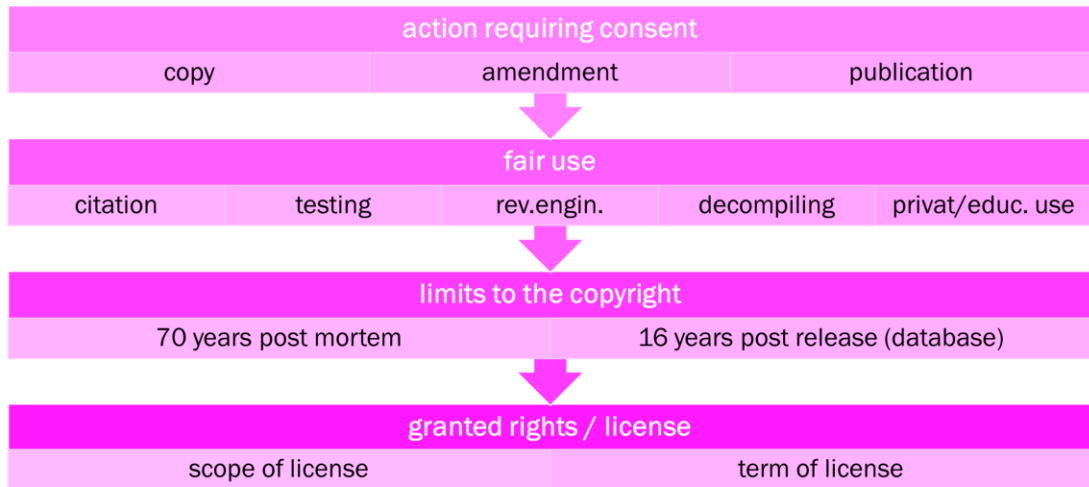 action requiring consent
copy amendment publication
fair use
citation testing rev.engin. decompiling privat/educ. use
limits to the copyright
70 years post mortem 16 years post release (database)
granted rights / license
scope of license term of license